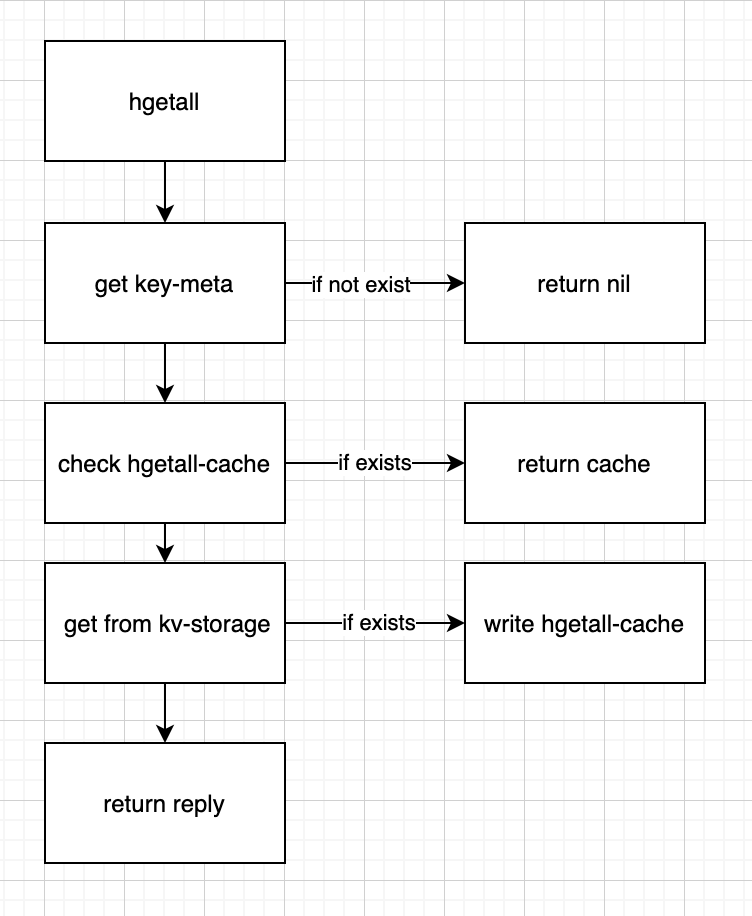 hgetall
get key-meta
if not exist
return nil
check hgetall-cache
if exists
return cache
get from kv-storage
if exists
write hgetall-cache
return reply